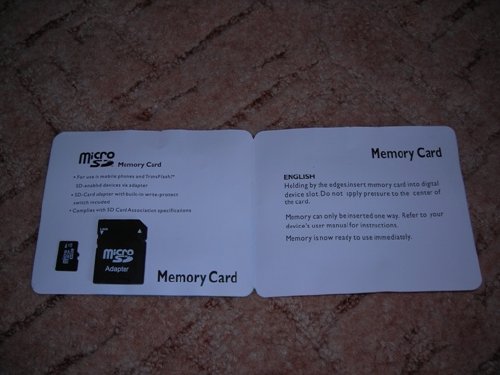 Micro
SD Memory Card
• For use in mobile phones and TransFlash™
SD-enabled devices via adapter
• SD-Card adapter with built-in wrote-protect
switch included
• Complies with SD Card Association specifications
Micro
SD
Adapter
Memory Card
Memory Card
ENGLISH
Holding by the edges,insert memory card into digital
device slot. Do not apply pressure to the center of
the card.
Memory can only be inserted one way. Refer to your
device's user manual for instructions.
Memory is now ready to use immediately.